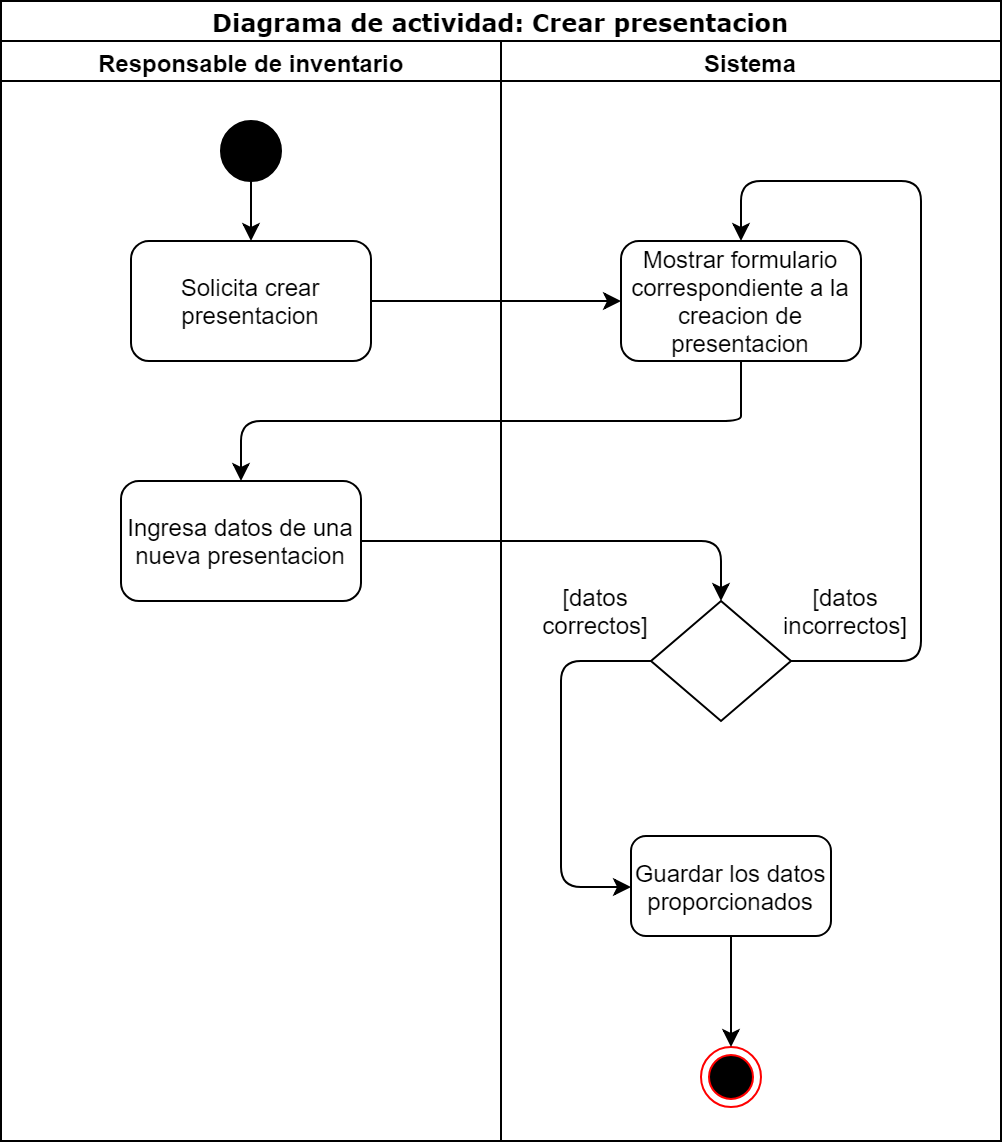 Diagrama de actividad: Crear presentacion
Responsable de inventario
Sistema
Solicita crear
presentacion
Mostrar formulario
correspondiente a la
creacion de
presentacion
Ingresa datos de una
nueva presentacion
[datos
correctos]
[datos
incorrectos]
Guardar los datos
proporcionados